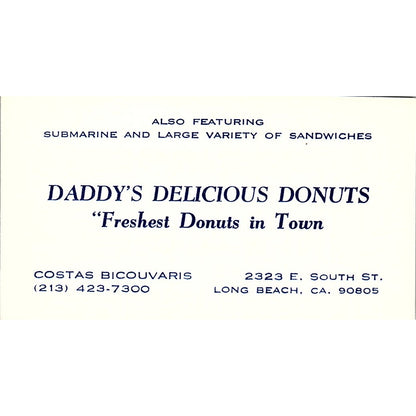 ALSO FEATURING
SUBMARINE AND LARGE VARIETY OF SANDWICHES
DADDY'S DELICIOUS DONUTS
"Freshest Donuts in Town
COSTAS BICOUVARIS
(213) 423-7300
2323 E. SOUTH ST.
LONG BEACH, CA. 90805